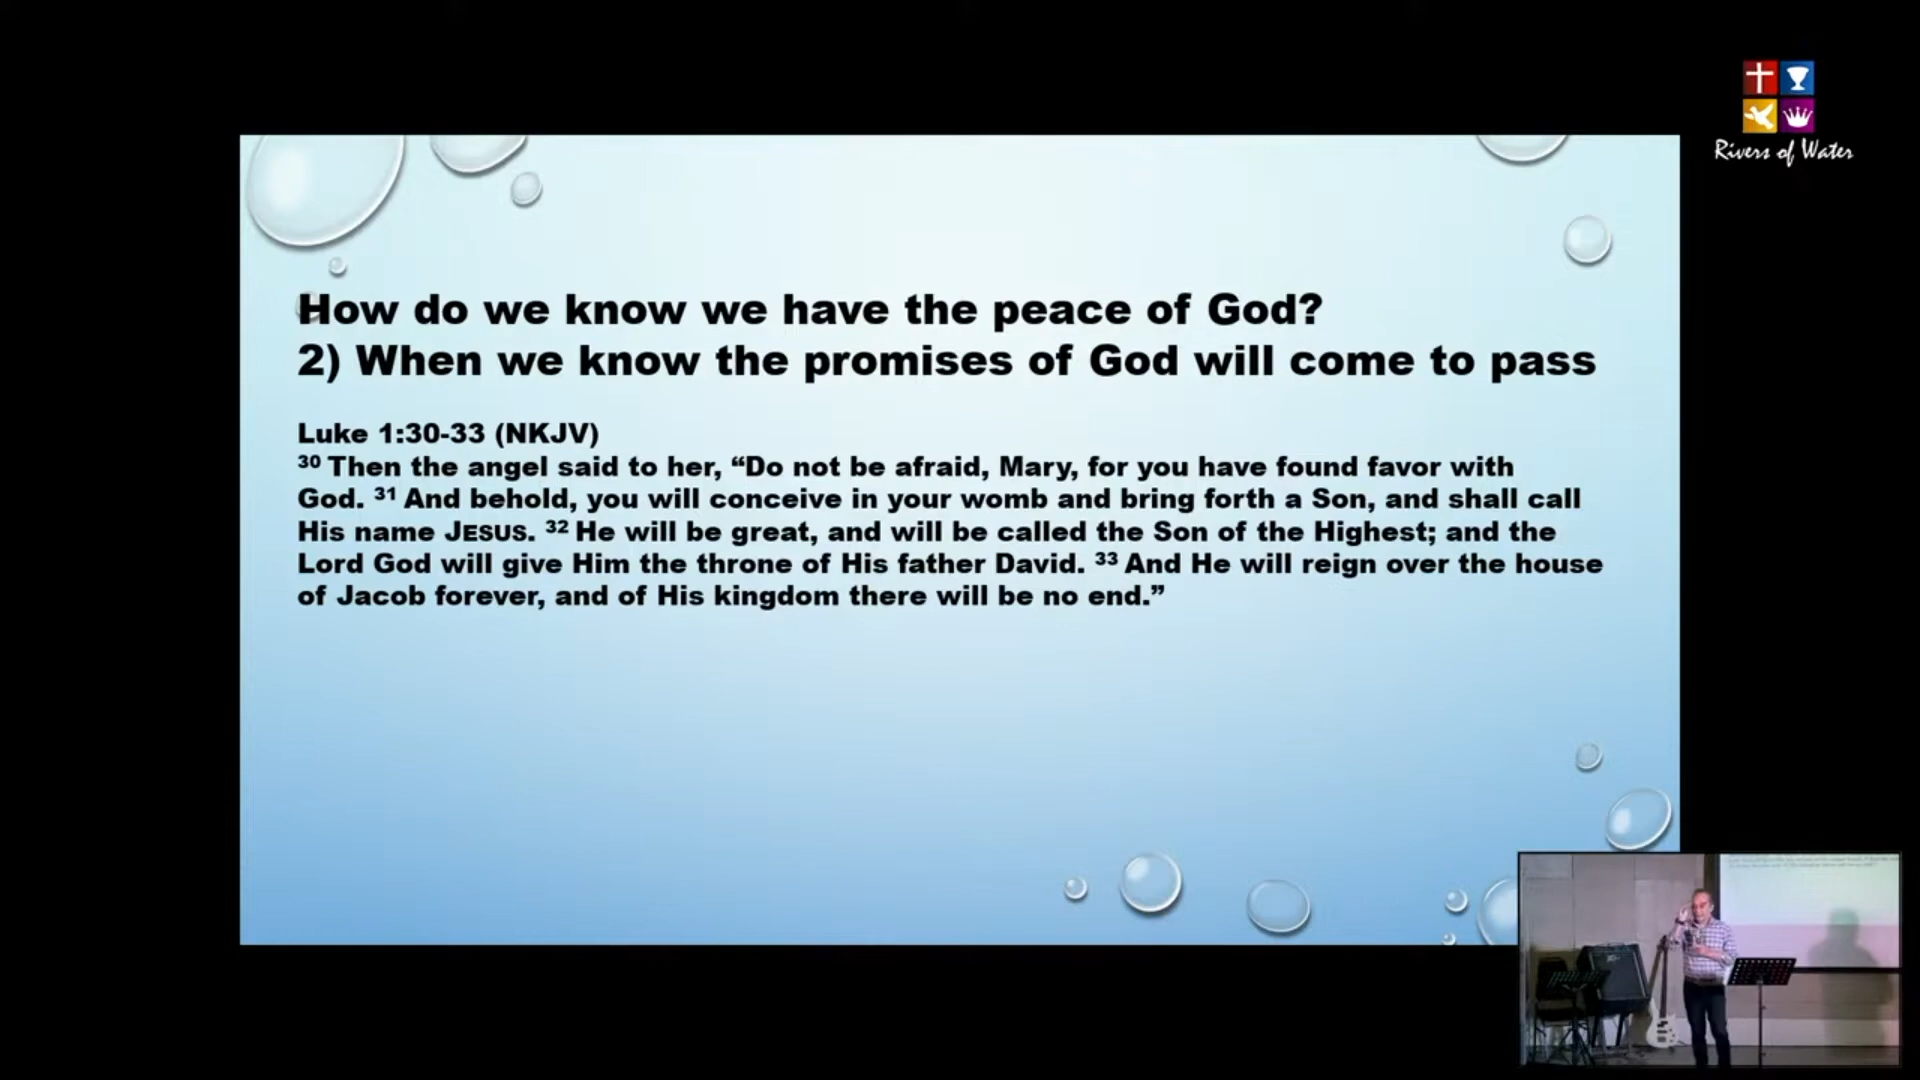 Rivers of Water
How do we know we have the peace of God?
2) When we know the promises of God will come to pass
Luke 1:30-33 (NKJV)
30 Then the angel said to her, “Do not be afraid, Mary, for you have found favor with
God. 31 And behold, you will conceive in your womb and bring forth a Son, and shall call
His name JESUS. 32 He will be great, and will be called the Son of the Highest; and the
Lord God will give Him the throne of His father David. 33 And He will reign over the house
of Jacob forever, and of His kingdom there will be no end.”